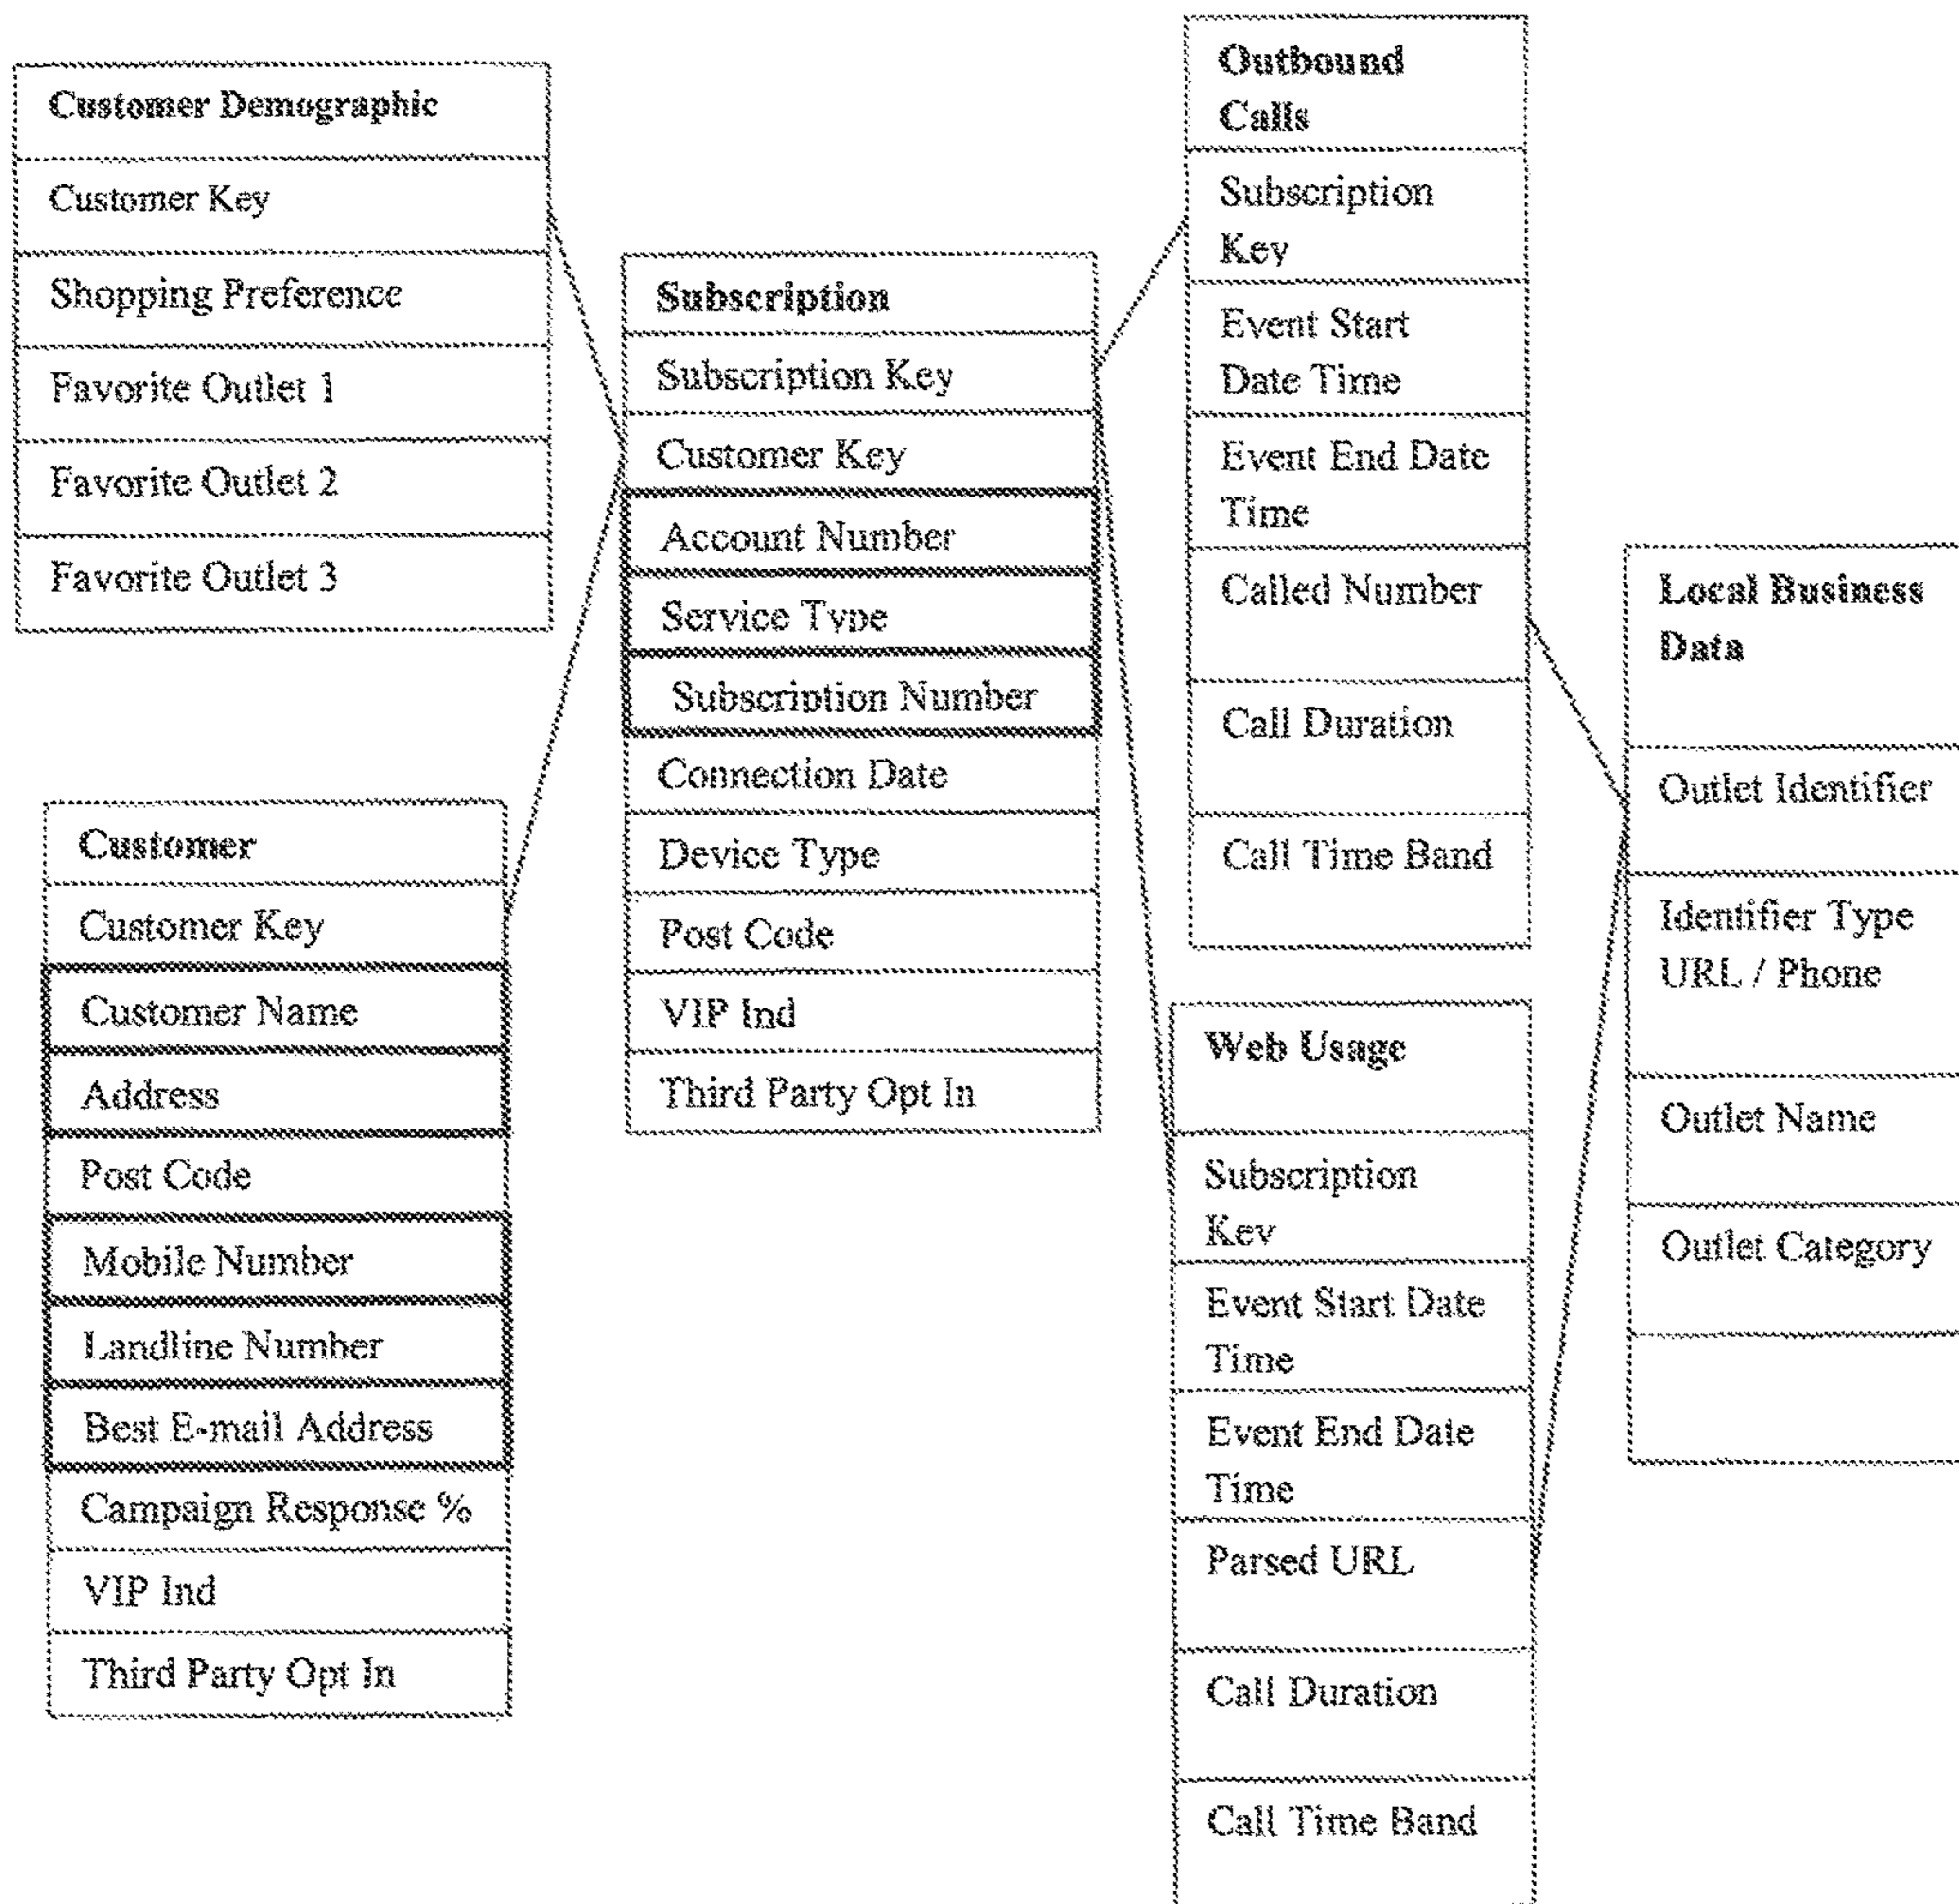 Customer Demographic
Customer Key
Shopping Preference
Favorite Outlet 1
Favorite Outlet 2
Favorite Outlet 3
Customer
Customer Key
Customer Name
Address
Post Code
Mobile Number
Landline Number
Best E-mail Address
Campaign Response %
VIP Ind
Third Party Opt In
Subscription
Subscription Key
Customer Key
Account Number
Service Type
Subscription Number
Connection Date
Device Type
Post Code
VIP Ind
Third Party Opt In
Outbound
Calls
Subscription
Key
Event Start
Date Time
Event End Date
Time
Called Number
Call Duration
Call Time Band
Web Usage
Subscription
Key
Event Start Date
Time
Event End Date
Time
Parsed URL
Call Duration
Call Time Band
Local Business
Data
Outlet Identifier
Identifier Type
URL / Phone
Outlet Name
Outlet Category